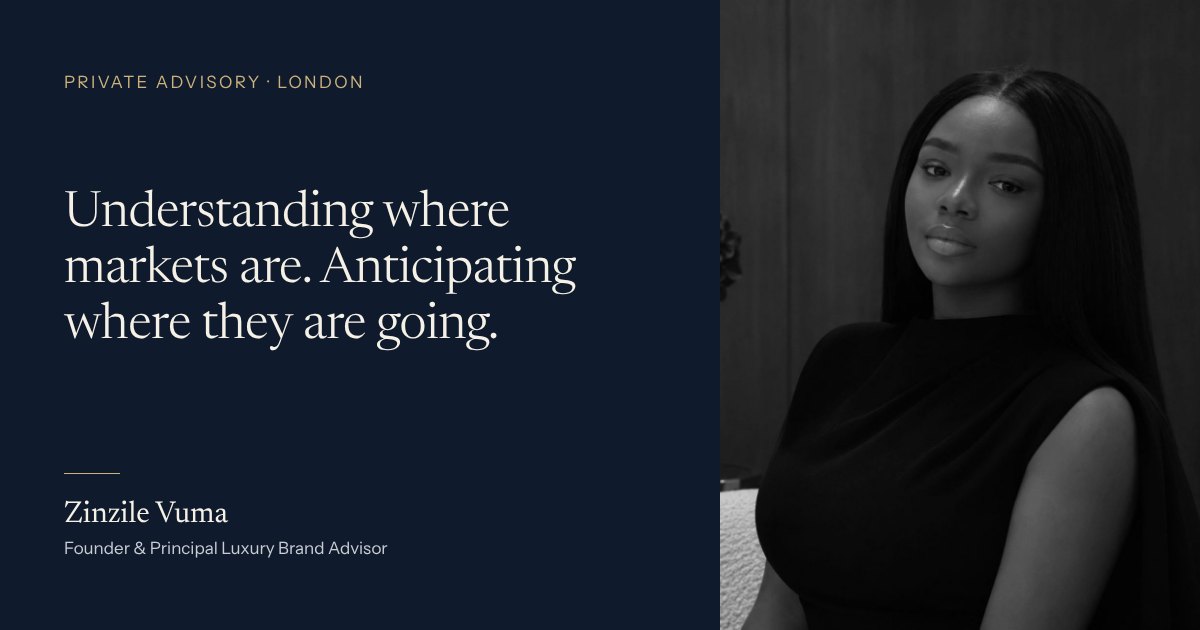 PRIVATE ADVISORY · LONDON
Understanding where
markets are. Anticipating
where they are going.
Zinzile Vuma
Founder & Principal Luxury Brand Advisor